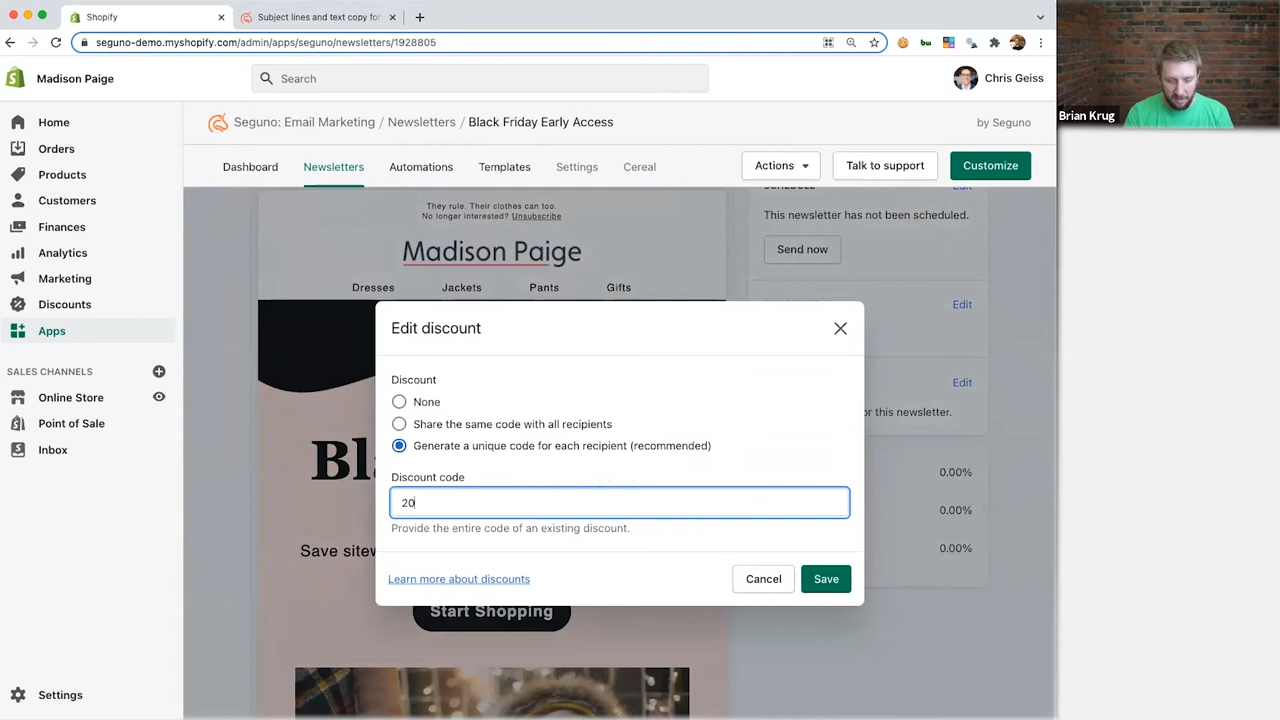 Shopify
Subject lines and text copy for
seguno-demo.myshopify.com/admin/apps/seguno/newsletters/1928805
Madison Paige
Search
Chris Geiss
Brian Krug
Home
Orders
Products
Customers
Finances
Analytics
Marketing
Discounts
Apps
SALES CHANNELS
Online Store
Point of Sale
Inbox
Settings
Seguno: Email Marketing / Newsletters / Black Friday Early Access
by Seguno
Dashboard
Newsletters
Automations
Templates
Settings
Cereal
Actions
Talk to support
Customize
They rule. Their clothes can too.
No longer interested? Unsubscribe
Madison Paige
Dresses Jackets Pants Gifts
SCHEDULE
Edit
This newsletter has not been scheduled.
Send now
Edit
Edit
for this newsletter.
0.00%
0.00%
0.00%
Bla
Save sitew
Start Shopping
Edit discount
Discount
None
Share the same code with all recipients
Generate a unique code for each recipient (recommended)
Discount code
20
Provide the entire code of an existing discount.
Learn more about discounts
Cancel
Save